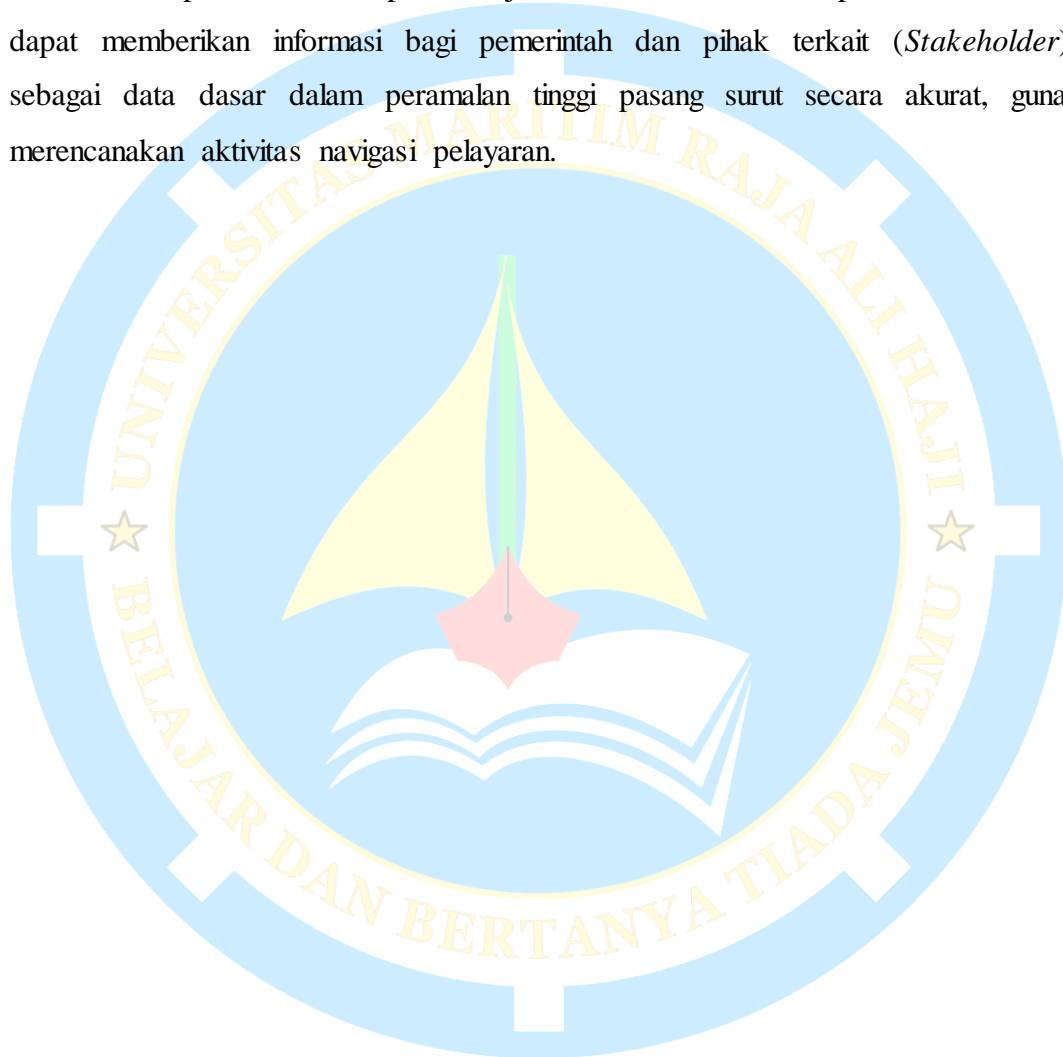 dapat memberikan informasi bagi pemerintah dan pihak terkait (Stakeholder)
sebagai data dasar dalam peramalan tinggi pasang surut secara akurat, guna
merencanakan aktivitas navigasi pelayaran.
UNIVERSITAS MARITIM RAJA ALI HAJI
BELAJAR DAN BERTANYA TIADA JEMU